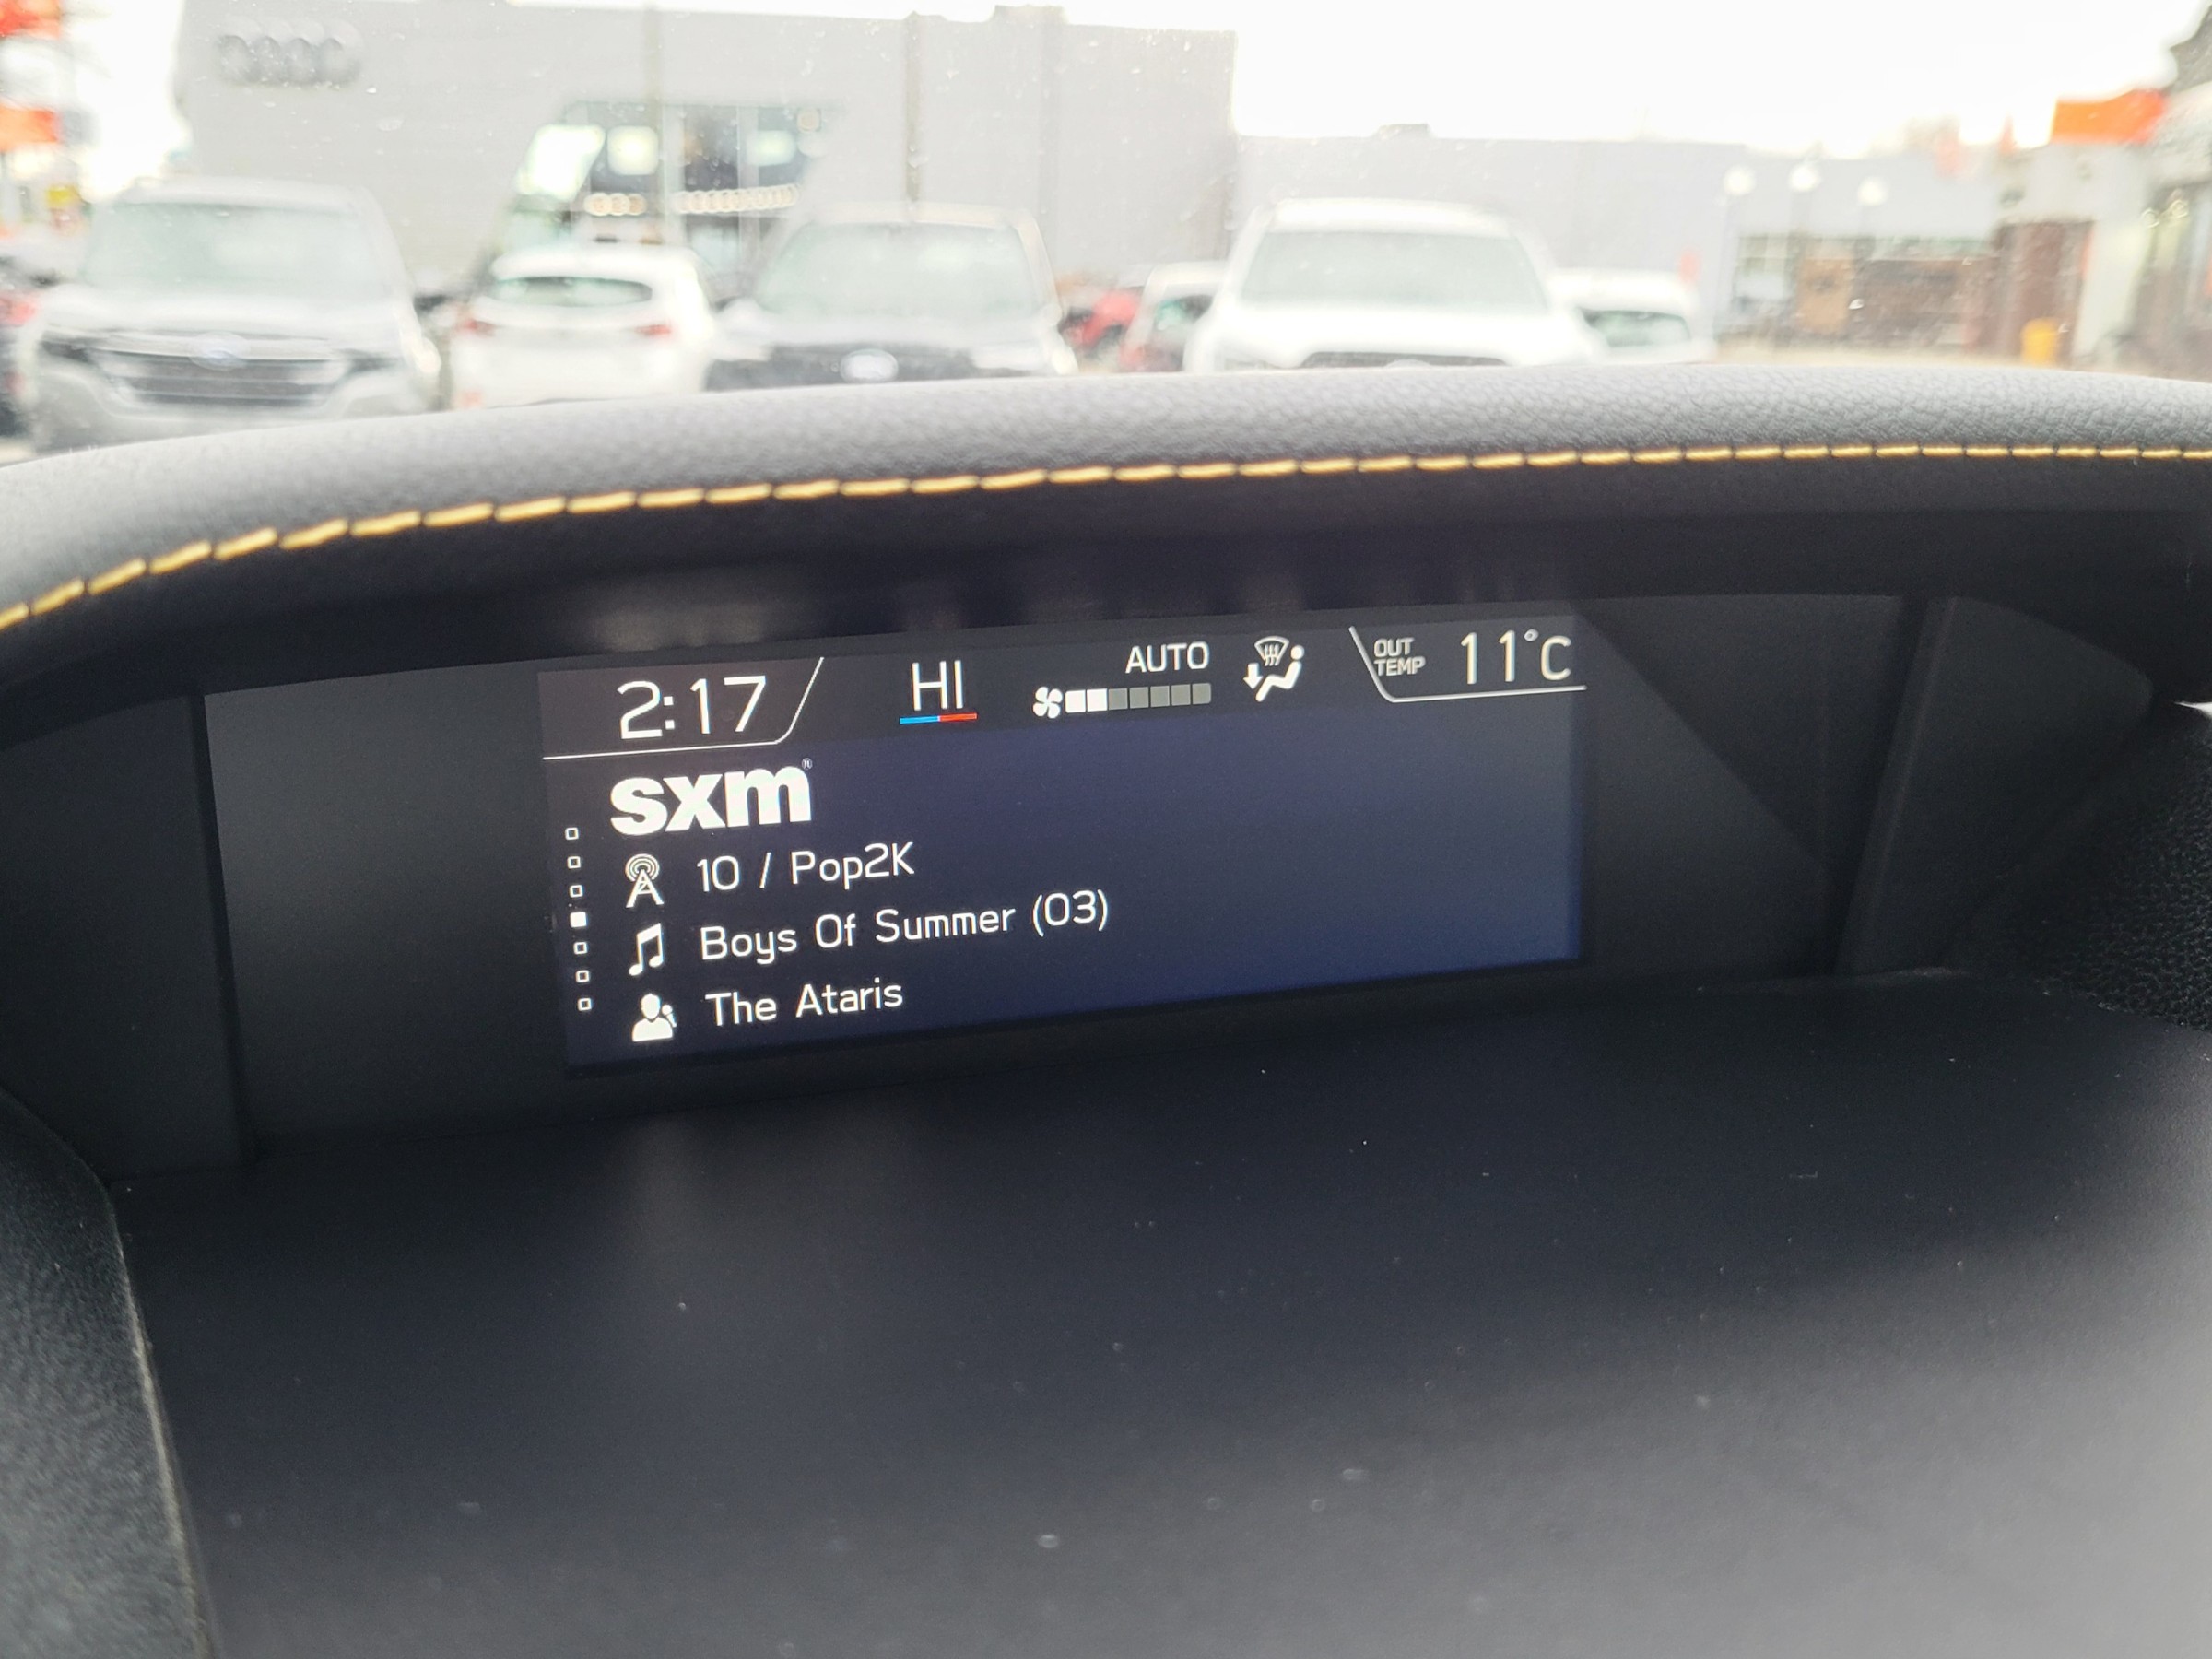 2:17 HI AUTO OUT TEMP 11°C
sxm®
10 / Pop2K
Boys Of Summer (03)
The Ataris